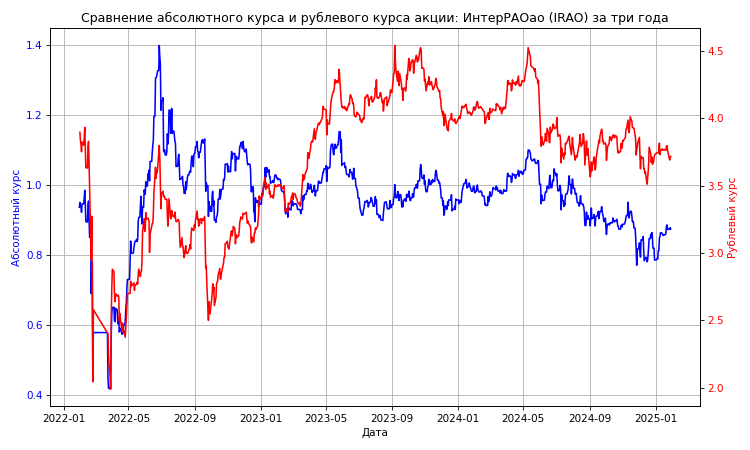 Сравнение абсолютного курса и рублевого курса акции: ИнтерРАОао (IRAO) за три года
1.4
1.2
1.0
0.8
0.6
0.4
Абсолютный курс
4.5
4.0
3.5
3.0
2.5
2.0
Рублевый курс
2022-01 2022-05 2022-09 2023-01 2023-05 2023-09 2024-01 2024-05 2024-09 2025-01
Дата